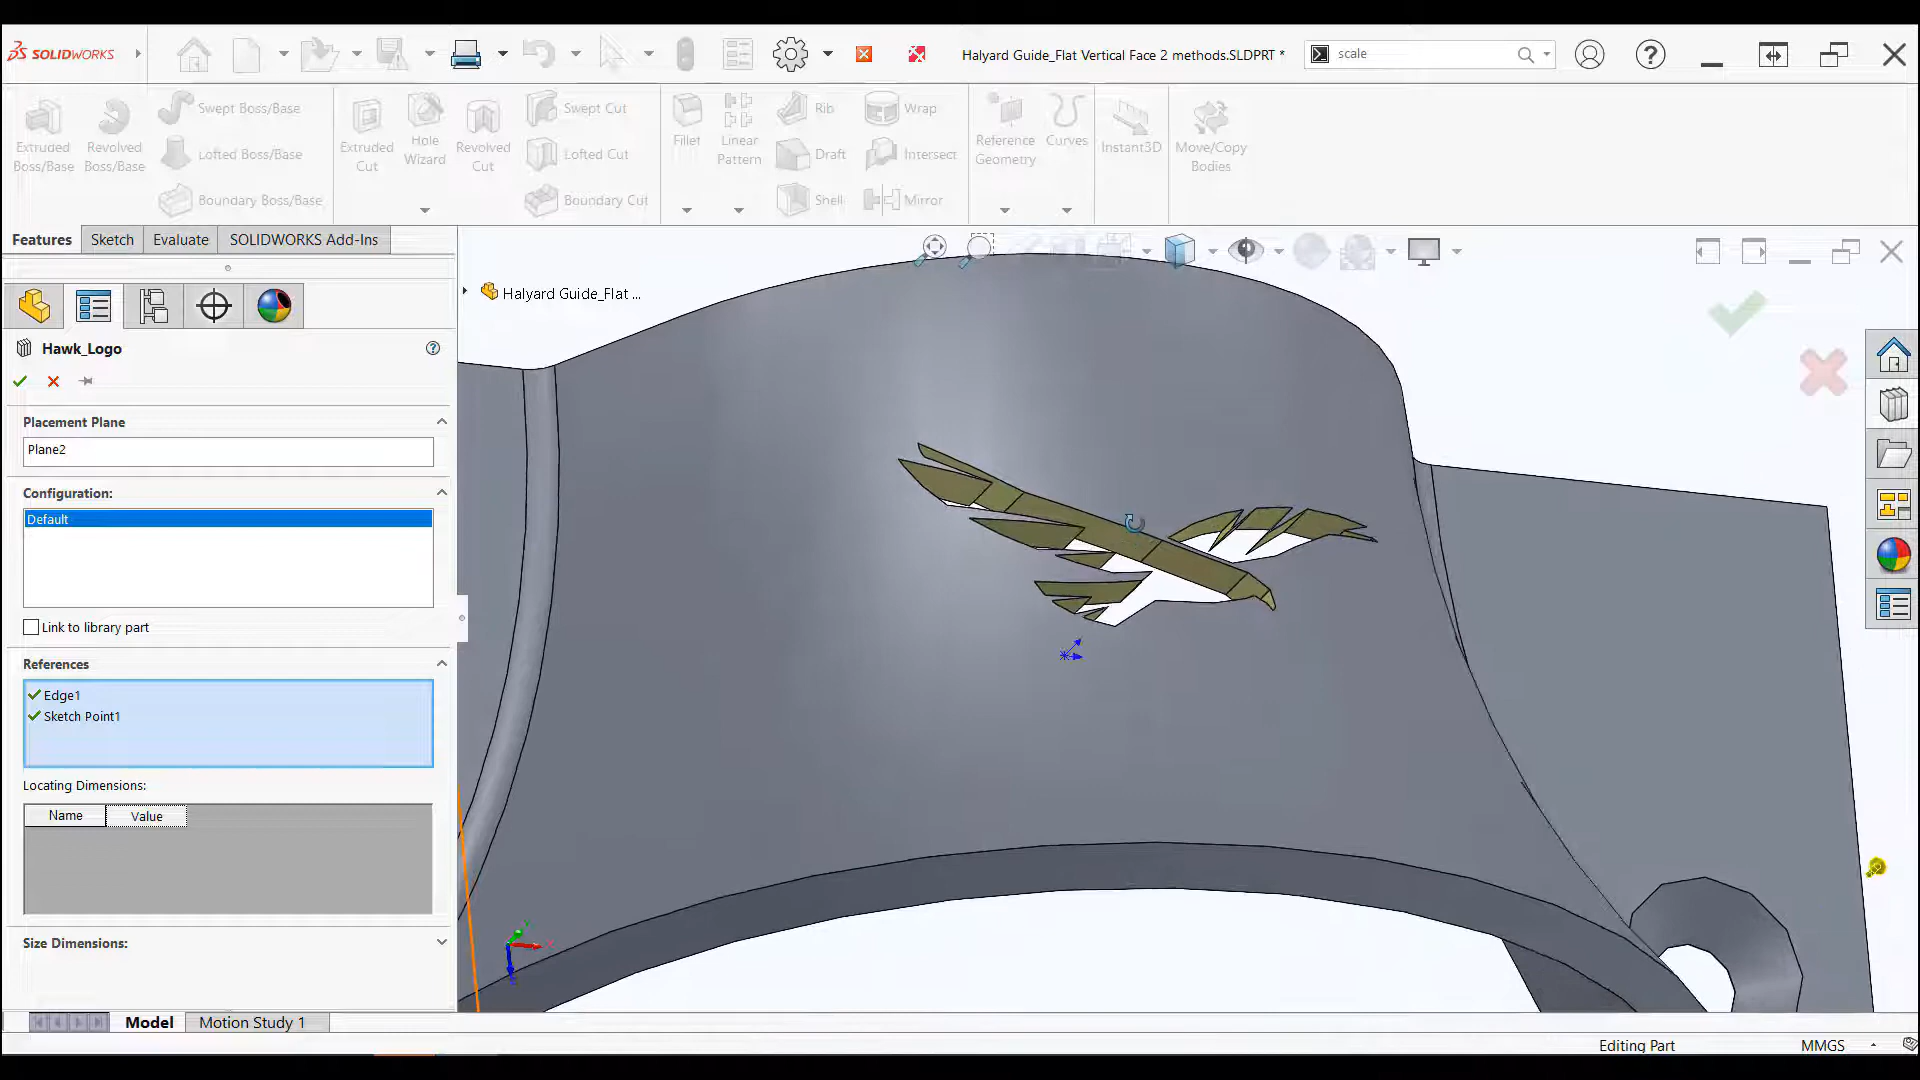 SOLIDWORKS
Halyard Guide_Flat Vertical Face 2 methods.SLDPRT *
scale
Extruded Boss/Base
Revolved Boss/Base
Swept Boss/Base
Lofted Boss/Base
Boundary Boss/Base
Extruded Cut
Hole Wizard
Revolved Cut
Swept Cut
Lofted Cut
Boundary Cut
Fillet
Linear Pattern
Rib
Draft
Shell
Wrap
Intersect
Mirror
Reference Geometry
Curves
Instant3D
Move/Copy Bodies
Features
Sketch
Evaluate
SOLIDWORKS Add-Ins
Halyard Guide_Flat ...
Hawk_Logo
Placement Plane
Plane2
Configuration:
Default
Link to library part
References
Edge1
Sketch Point1
Locating Dimensions:
Name
Value
Size Dimensions:
Model
Motion Study 1
Editing Part
MMGS